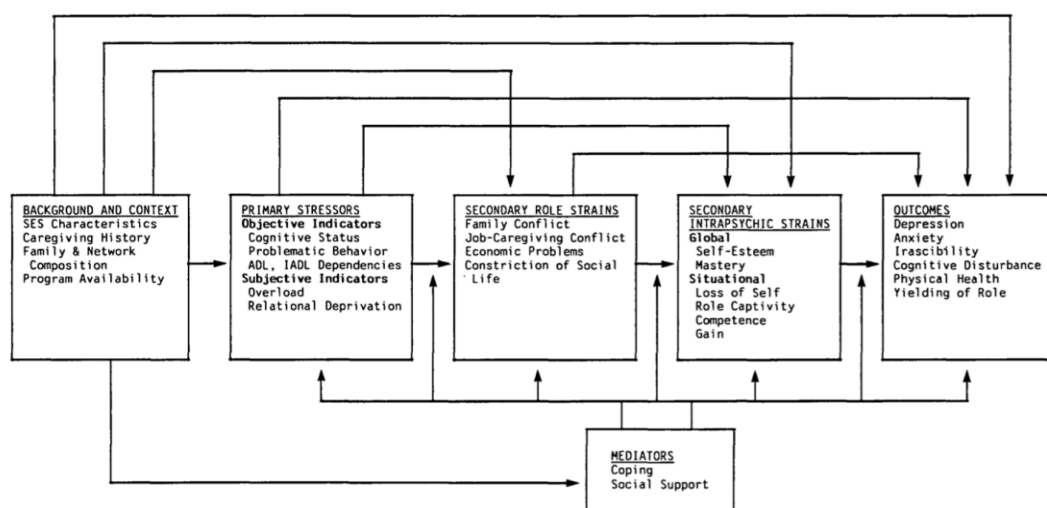 BACKGROUND AND CONTEXT
SES Characteristics
Caregiving History
Family & Network
Composition
Program Availability
PRIMARY STRESSORS
Objective Indicators
Cognitive Status
Problematic Behavior
ADL, IADL Dependencies
Subjective Indicators
Overload
Relational Deprivation
SECONDARY ROLE STRAINS
Family Conflict
Job-Caregiving Conflict
Economic Problems
Constriction of Social
Life
SECONDARY
INTRAPSYCHIC STRAINS
Global
Self-Esteem
Mastery
Situational
Loss of Self
Role Captivity
Competence
Gain
OUTCOMES
Depression
Anxiety
Irascibility
Cognitive Disturbance
Physical Health
Yielding of Role
MEDIATORS
Coping
Social Support